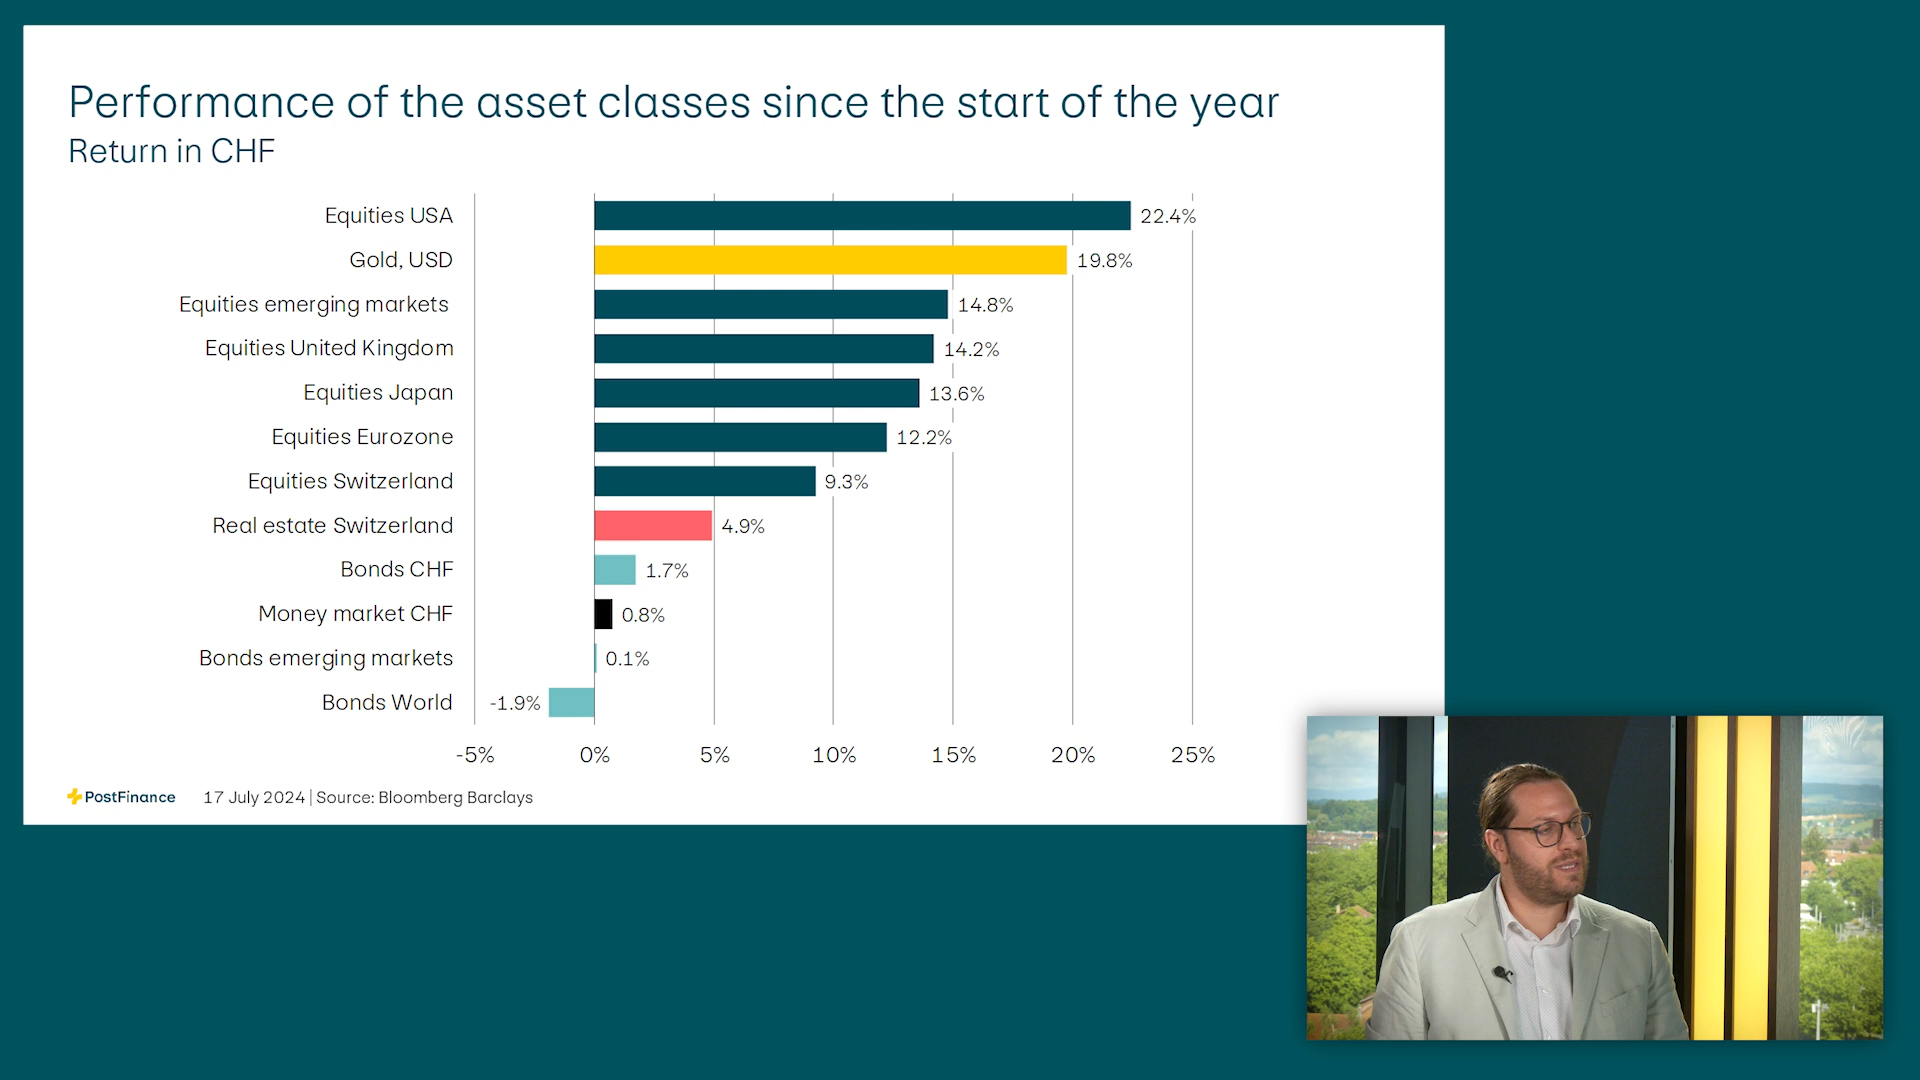 Performance of the asset classes since the start of the year
Return in CHF
Equities USA 22.4%
Gold, USD 19.8%
Equities emerging markets 14.8%
Equities United Kingdom 14.2%
Equities Japan 13.6%
Equities Eurozone 12.2%
Equities Switzerland 9.3%
Real estate Switzerland 4.9%
Bonds CHF 1.7%
Money market CHF 0.8%
Bonds emerging markets 0.1%
Bonds World -1.9%
-5% 0% 5% 10% 15% 20% 25%
PostFinance 17 July 2024 | Source: Bloomberg Barclays